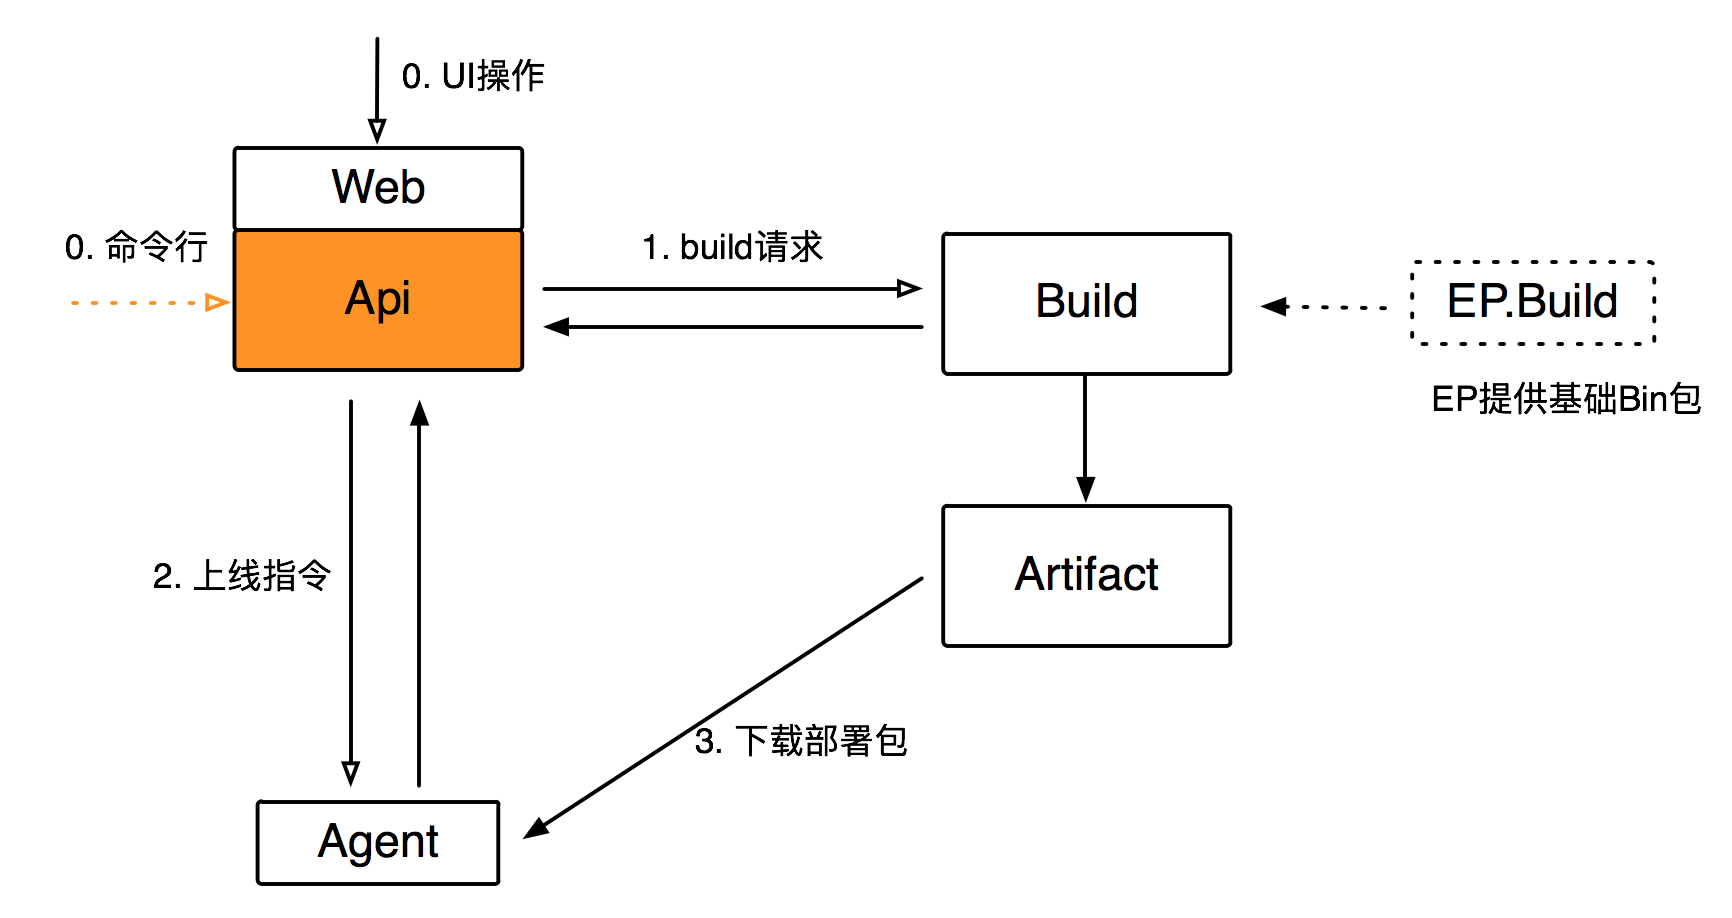 0. UI操作
Web
0. 命令行
Api
1. build请求
Build
EP.Build
EP提供基础Bin包
2. 上线指令
Artifact
3. 下载部署包
Agent